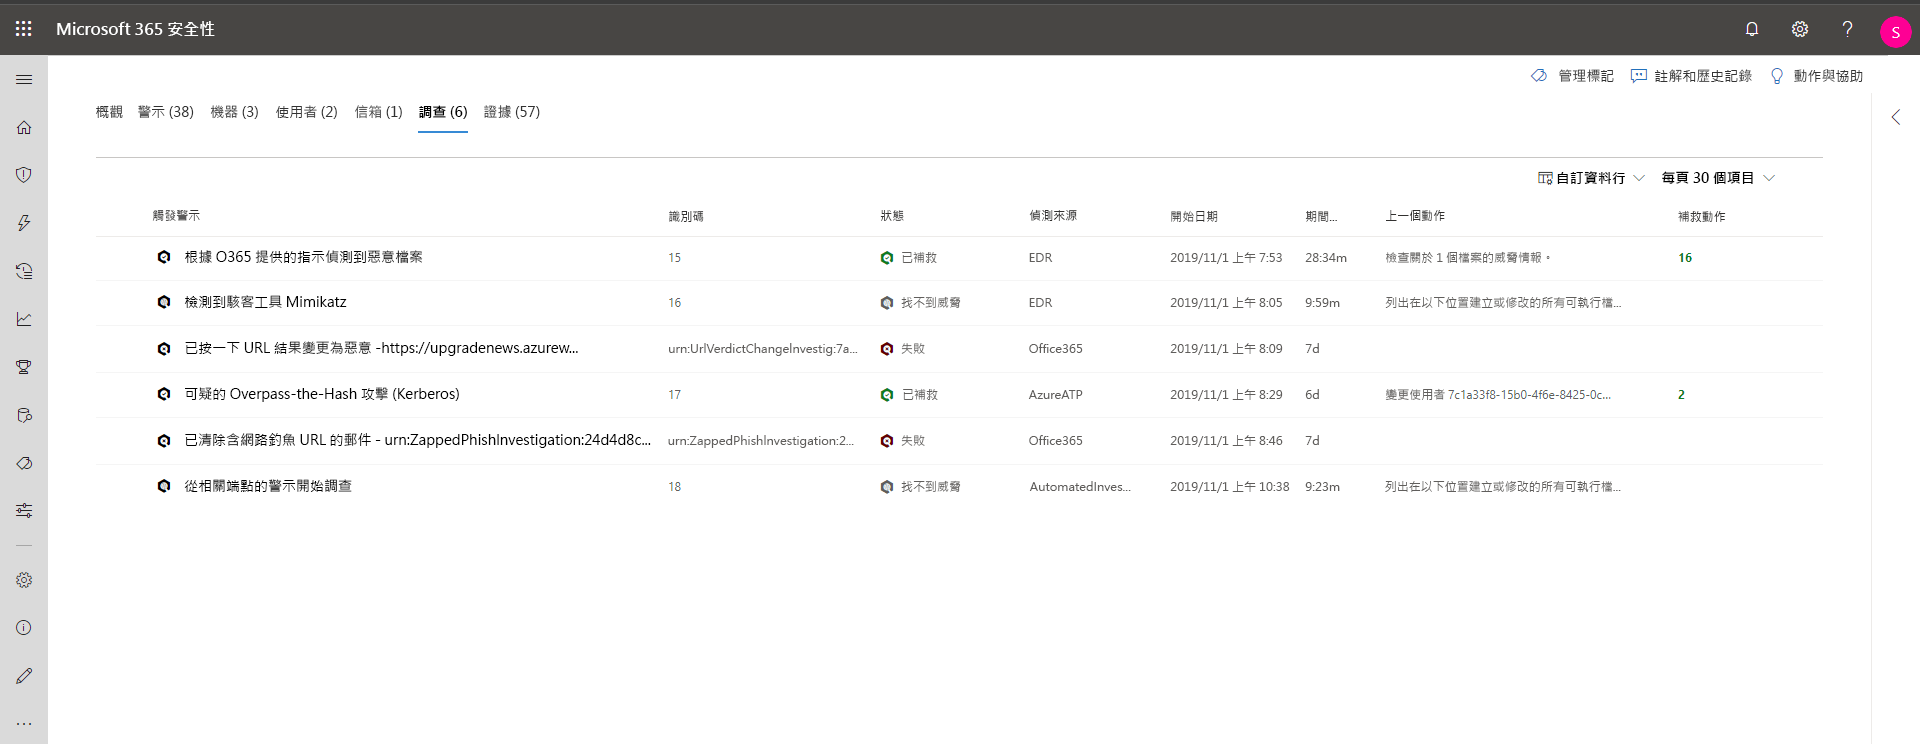 Microsoft 365 安全性
S
管理標記 註解和歷史記錄 動作與協助
概觀 警示 (38) 機器 (3) 使用者 (2) 信箱 (1) 調查 (6) 證據 (57)
自訂資料行 每頁 30 個項目
觸發警示 識別碼 狀態 偵測來源 開始日期 期間... 上一個動作 補救動作
根據 O365 提供的指示偵測到惡意檔案 15 已補救 EDR 2019/11/1 上午 7:53 28:34m 檢查關於 1 個檔案的威脅情報。 16
檢測到駭客工具 Mimikatz 16 找不到威脅 EDR 2019/11/1 上午 8:05 9:59m 列出在以下位置建立或修改的所有可執行檔...
已按一下 URL 結果變更為惡意 -https://upgradenews.azurew... urn:UrlVerdictChangeInvestig:7a... 失敗 Office365 2019/11/1 上午 8:09 7d
可疑的 Overpass-the-Hash 攻擊 (Kerberos) 17 已補救 AzureATP 2019/11/1 上午 8:29 6d 變更使用者 7c1a33f8-15b0-4f6e-8425-0c... 2
已清除含網路釣魚 URL 的郵件 - urn:ZappedPhishInvestigation:24d4d8c... urn:ZappedPhishInvestigation:2... 失敗 Office365 2019/11/1 上午 8:46 7d
從相關端點的警示開始調查 18 找不到威脅 AutomatedInves... 2019/11/1 上午 10:38 9:23m 列出在以下位置建立或修改的所有可執行檔...